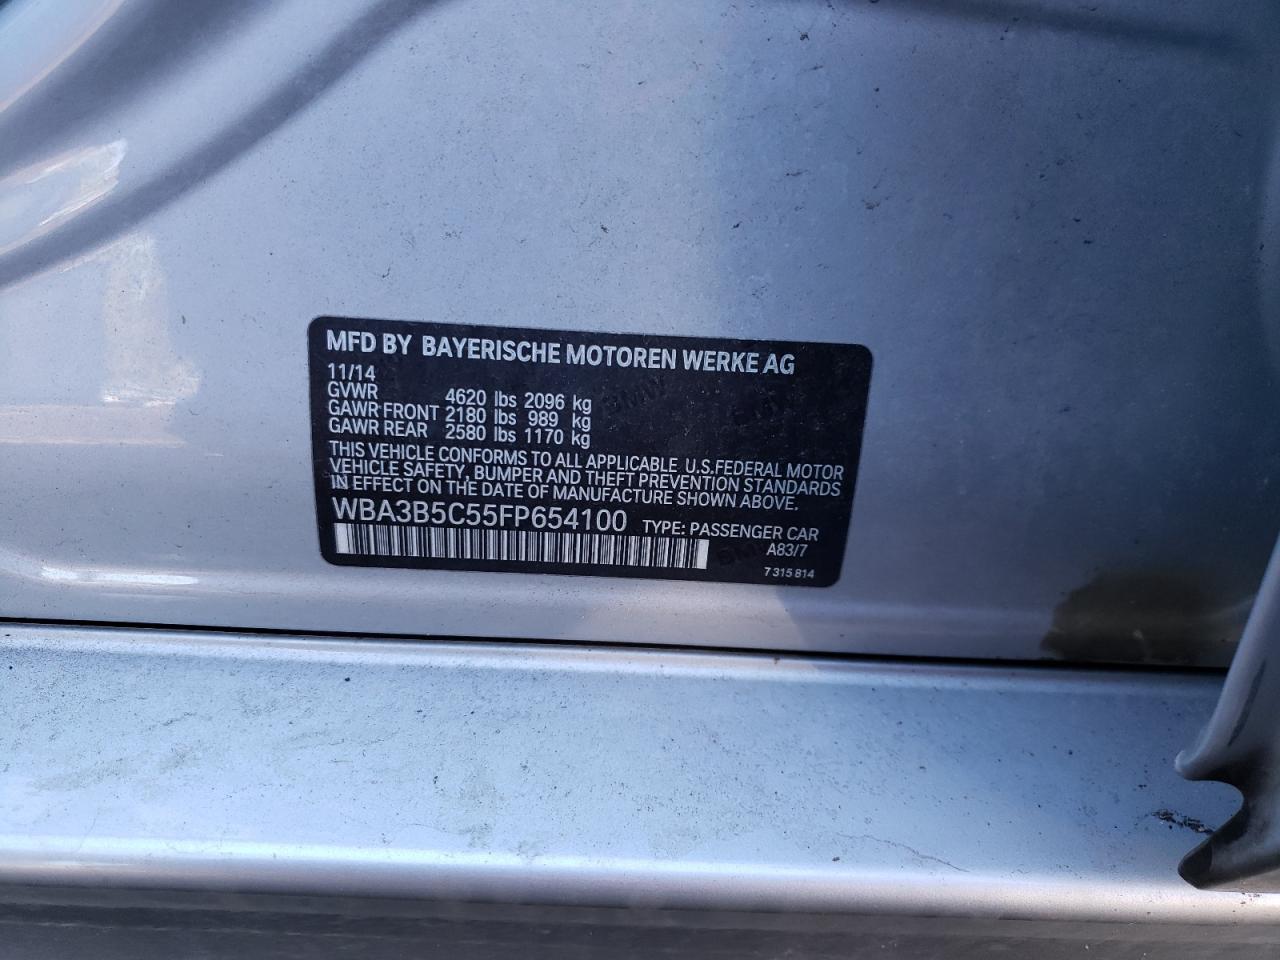 MFD BY BAYERISCHE MOTOREN WERKE AG
11/14
GVWR 4620 lbs 2096 kg
GAWR FRONT 2180 lbs 989 kg
GAWR REAR 2580 lbs 1170 kg
THIS VEHICLE CONFORMS TO ALL APPLICABLE U.S.FEDERAL MOTOR
VEHICLE SAFETY, BUMPER AND THEFT PREVENTION STANDARDS
IN EFFECT ON THE DATE OF MANUFACTURE SHOWN ABOVE.
WBA3B5C55FP654100 TYPE: PASSENGER CAR
A83/7
7 315 814